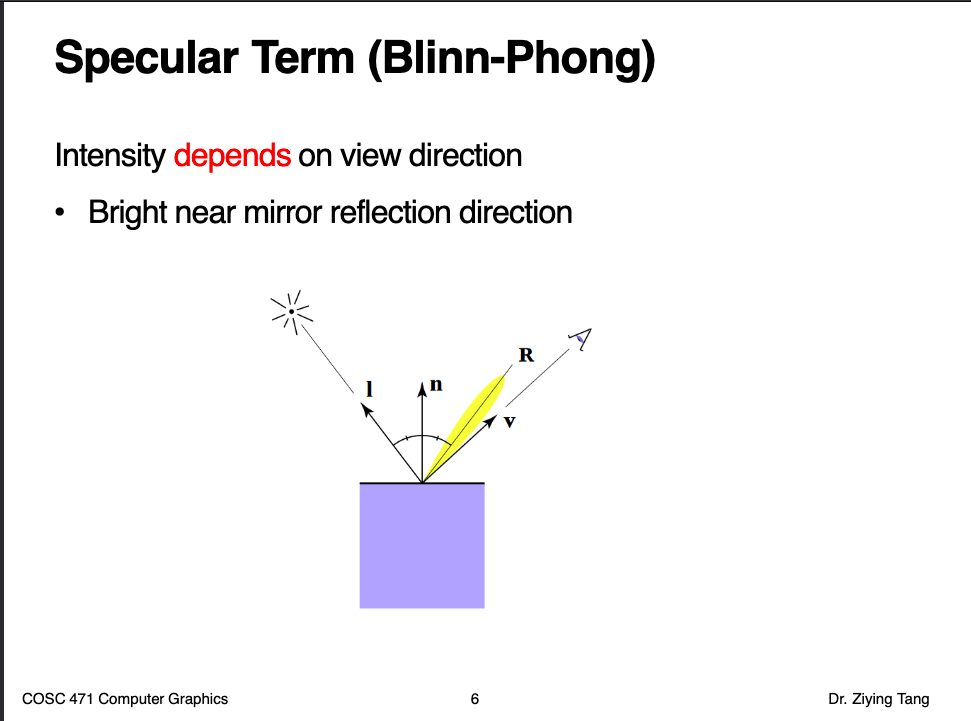 Specular Term (Blinn-Phong)
Intensity depends on view direction
• Bright near mirror reflection direction
R
l
n
v
COSC 471 Computer Graphics
6
Dr. Ziying Tang